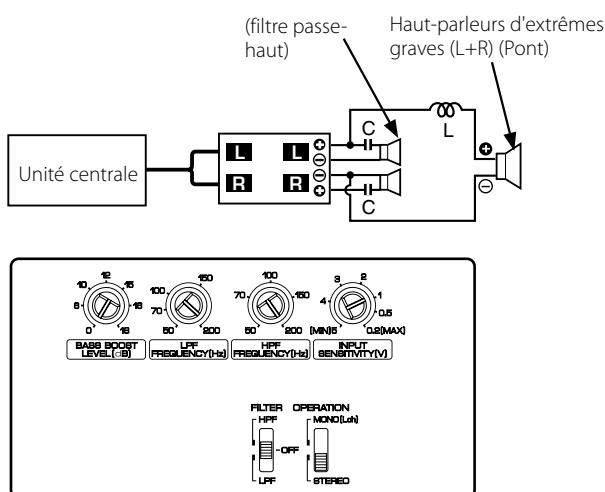 (filtre passe-
haut)
Haut-parleurs d'extrêmes
graves (L+R) (Pont)
L
C
Unité centrale
L L
R R
C
10 12 15
6 16
0 18
BASS BOOST
LEVEL(dB)
150
100
70
50 200
LPF
FREQUENCY(Hz)
100
70 150
50 200
HPF
FREQUENCY(Hz)
3 2
4 1
0.5
(MIN)5 0.2(MAX)
INPUT
SENSITIVITY(V)
FILTER OPERATION
HPF MONO(Lch)
OFF
LPF STEREO